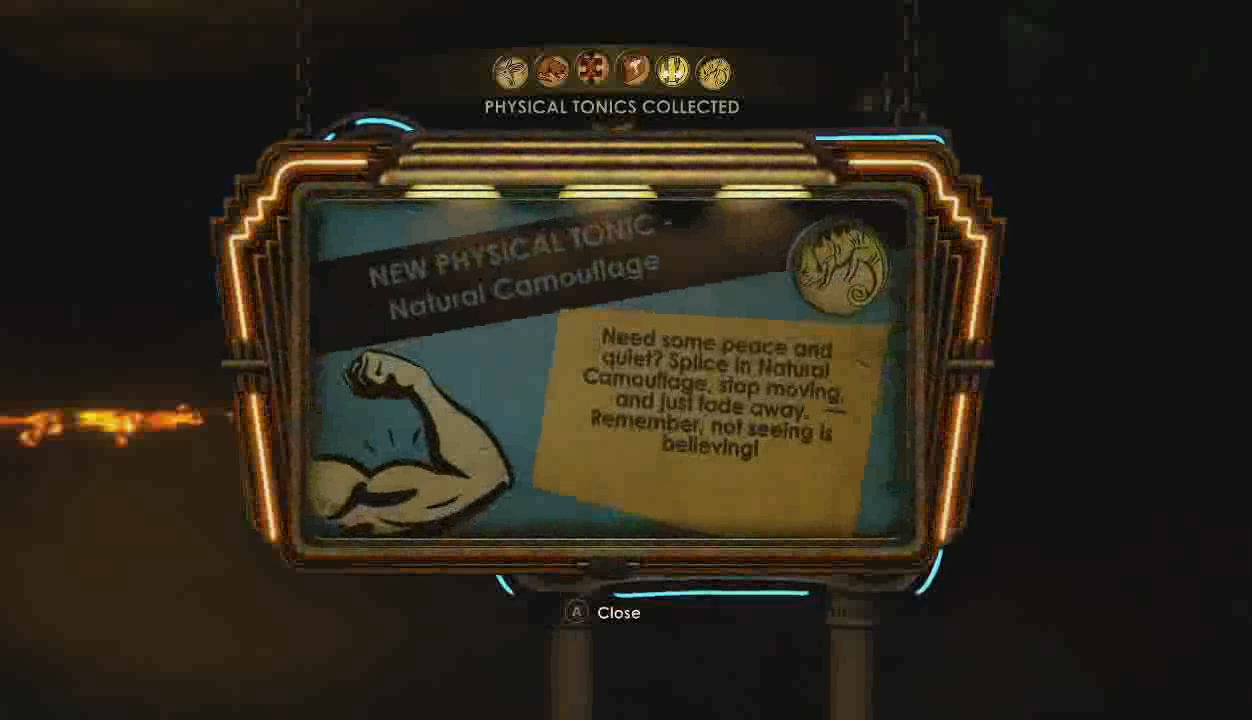 PHYSICAL TONICS COLLECTED
NEW PHYSICAL TONIC -
Natural Camouflage
Need some peace and
quiet? Splice in Natural
Camouflage, stop moving,
and just fade away. —
Remember, not seeing is
believing!
A Close